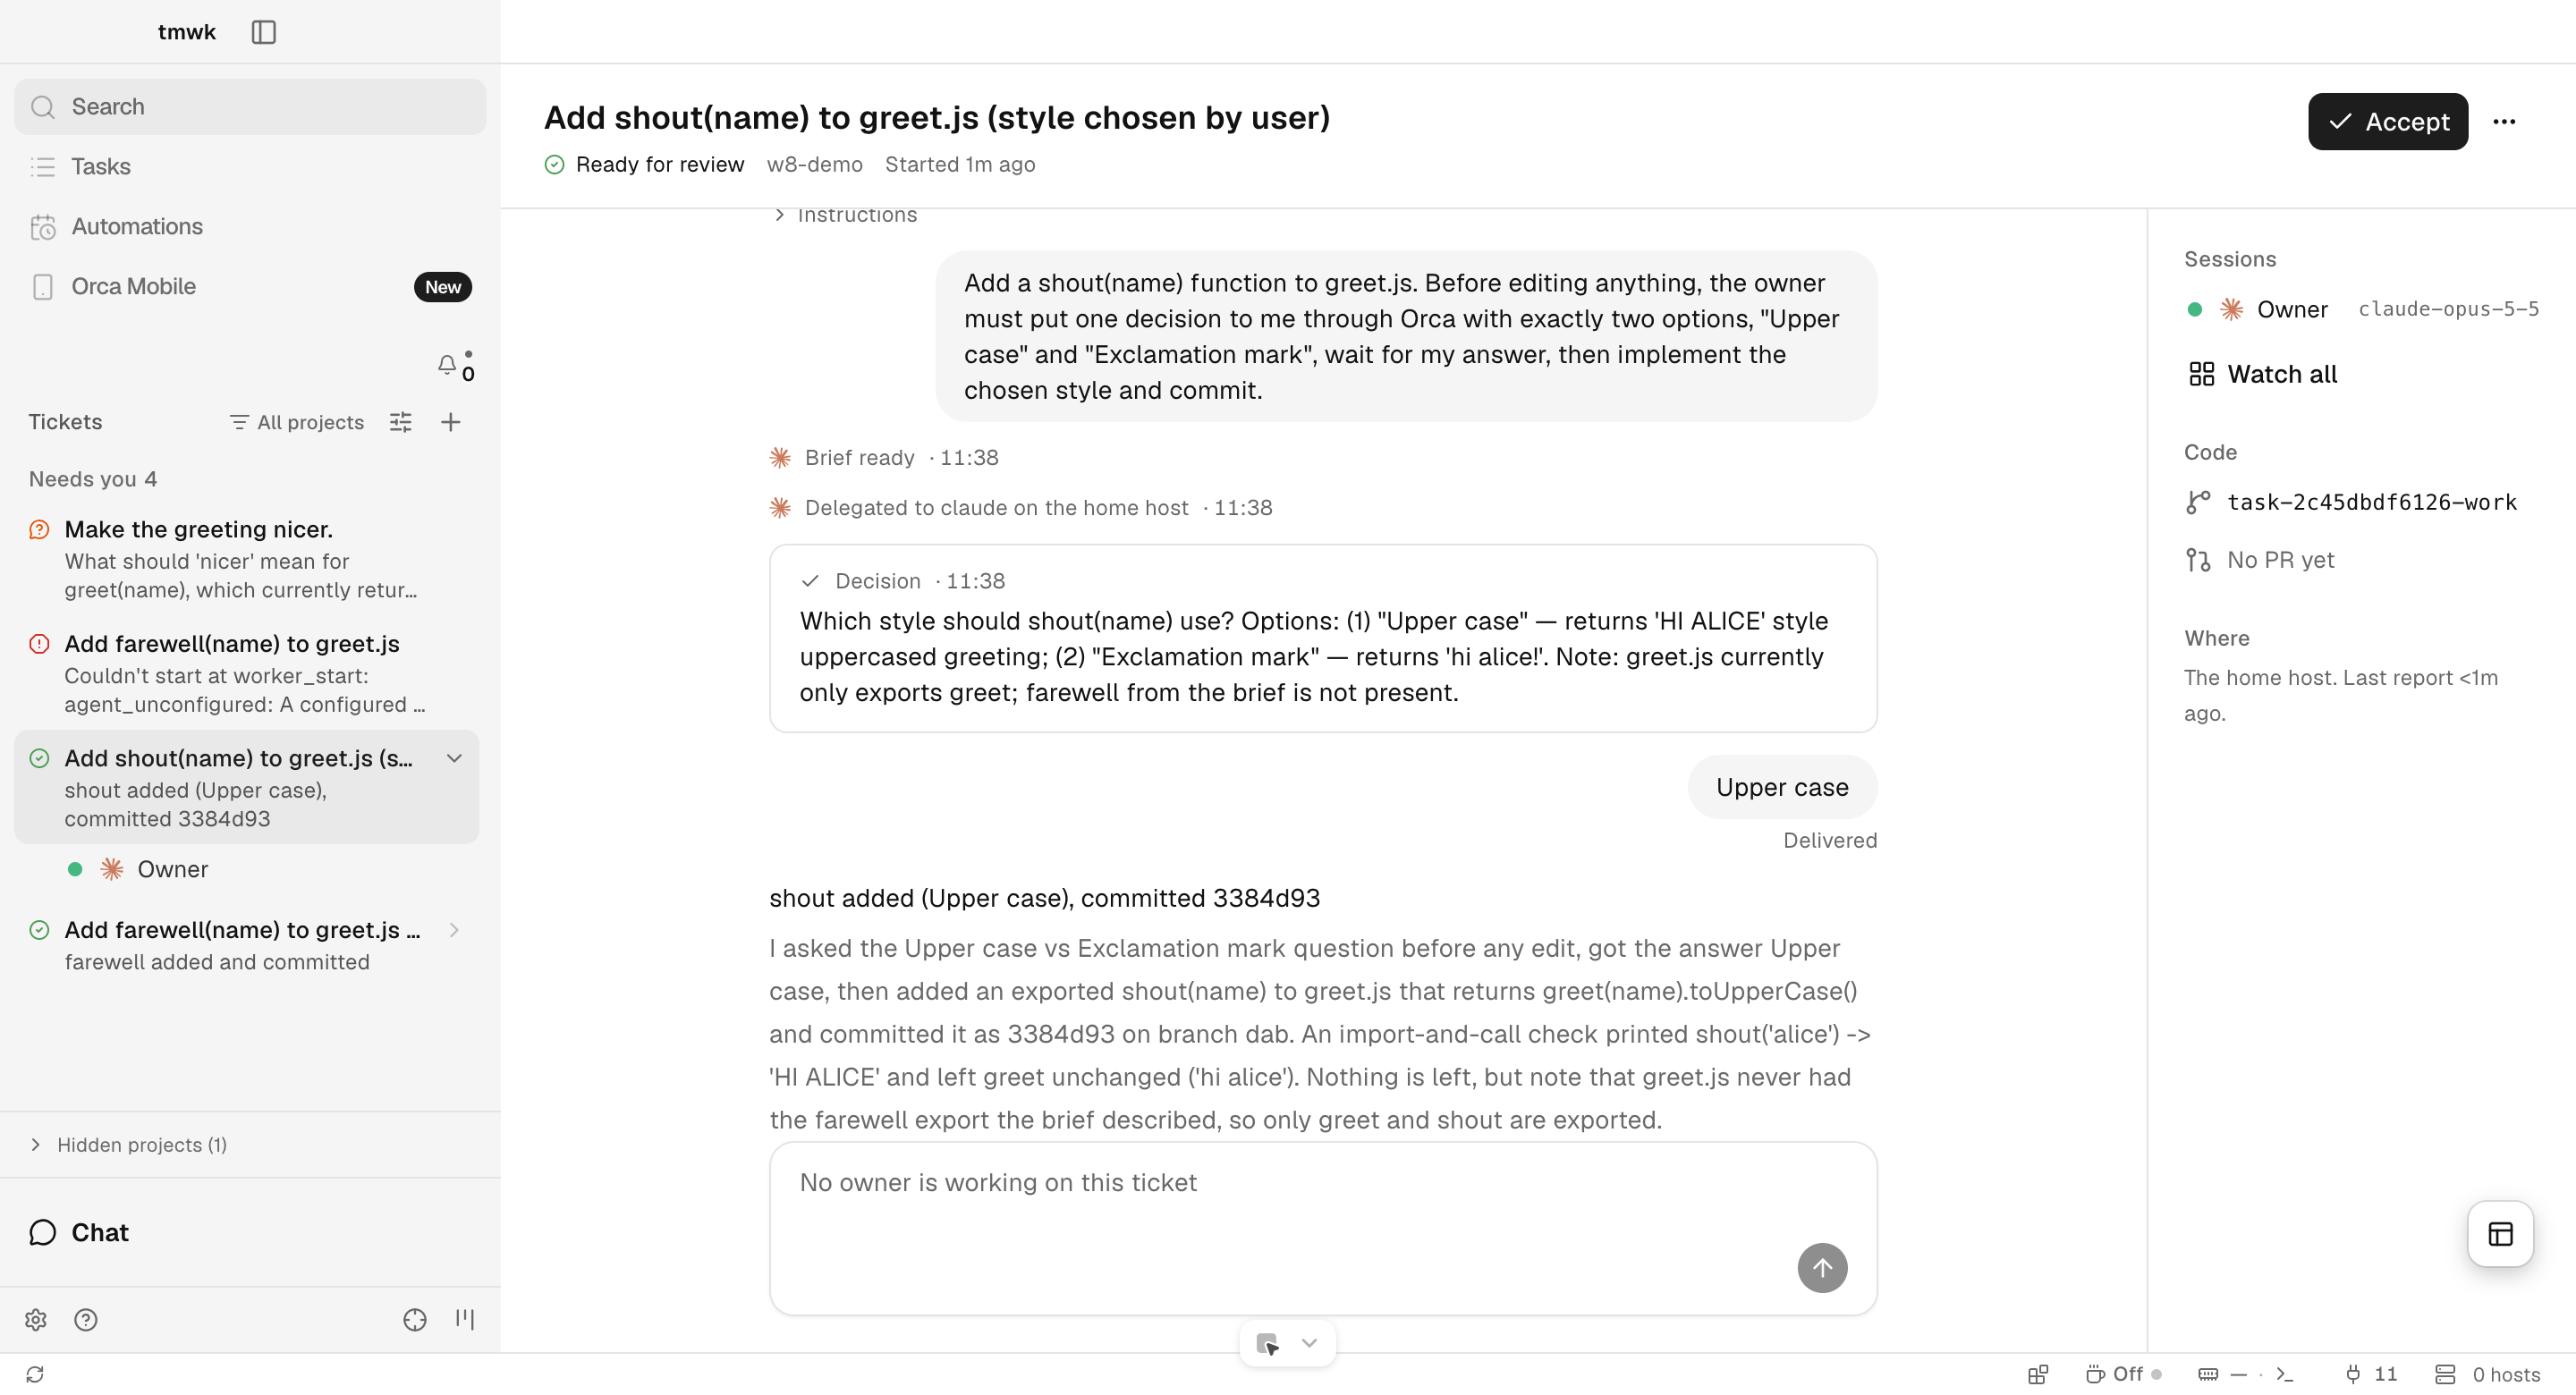 tmwk
Search
Tasks
Automations
Orca Mobile
New
0
Tickets
All projects
Needs you 4
Make the greeting nicer.
What should 'nicer' mean for
greet(name), which currently retur...
Add farewell(name) to greet.js
Couldn't start at worker_start:
agent_unconfigured: A configured ...
Add shout(name) to greet.js (s...
shout added (Upper case),
committed 3384d93
Owner
Add farewell(name) to greet.js ...
farewell added and committed
Hidden projects (1)
Chat
Add shout(name) to greet.js (style chosen by user)
Ready for review w8-demo Started 1m ago
Accept
Instructions
Add a shout(name) function to greet.js. Before editing anything, the owner
must put one decision to me through Orca with exactly two options, "Upper
case" and "Exclamation mark", wait for my answer, then implement the
chosen style and commit.
Brief ready · 11:38
Delegated to claude on the home host · 11:38
Decision · 11:38
Which style should shout(name) use? Options: (1) "Upper case" — returns 'HI ALICE' style
uppercased greeting; (2) "Exclamation mark" — returns 'hi alice!'. Note: greet.js currently
only exports greet; farewell from the brief is not present.
Upper case
Delivered
shout added (Upper case), committed 3384d93
I asked the Upper case vs Exclamation mark question before any edit, got the answer Upper
case, then added an exported shout(name) to greet.js that returns greet(name).toUpperCase()
and committed it as 3384d93 on branch dab. An import-and-call check printed shout('alice') ->
'HI ALICE' and left greet unchanged ('hi alice'). Nothing is left, but note that greet.js never had
the farewell export the brief described, so only greet and shout are exported.
No owner is working on this ticket
Sessions
Owner claude-opus-5-5
Watch all
Code
task-2c45dbdf6126-work
No PR yet
Where
The home host. Last report <1m
ago.
Off
— ·
11
0 hosts